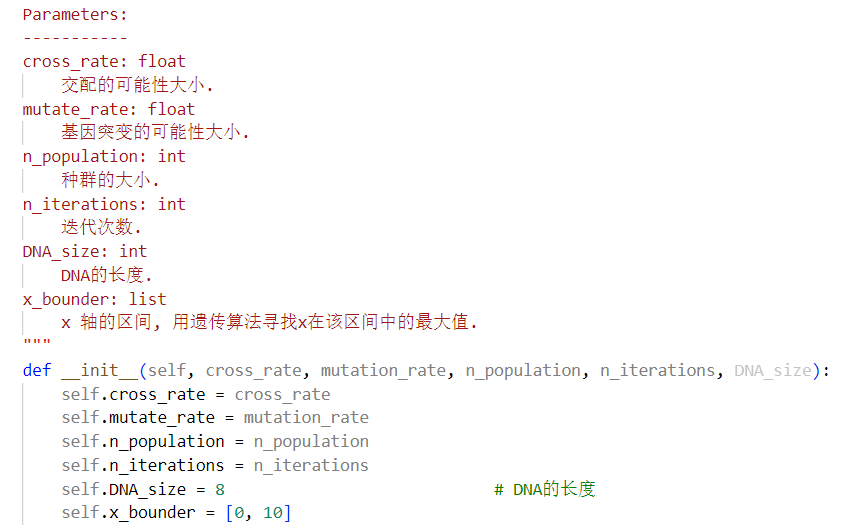 Parameters:
-----------
cross_rate: float
交配的可能性大小.
mutate_rate: float
基因突变的可能性大小.
n_population: int
种群的大小.
n_iterations: int
迭代次数.
DNA_size: int
DNA的长度.
x_bounder: list
x 轴的区间, 用遗传算法寻找x在该区间中的最大值.
"""
def __init__(self, cross_rate, mutation_rate, n_population, n_iterations, DNA_size):
self.cross_rate = cross_rate
self.mutate_rate = mutation_rate
self.n_population = n_population
self.n_iterations = n_iterations
self.DNA_size = 8 # DNA的长度
self.x_bounder = [0, 10]